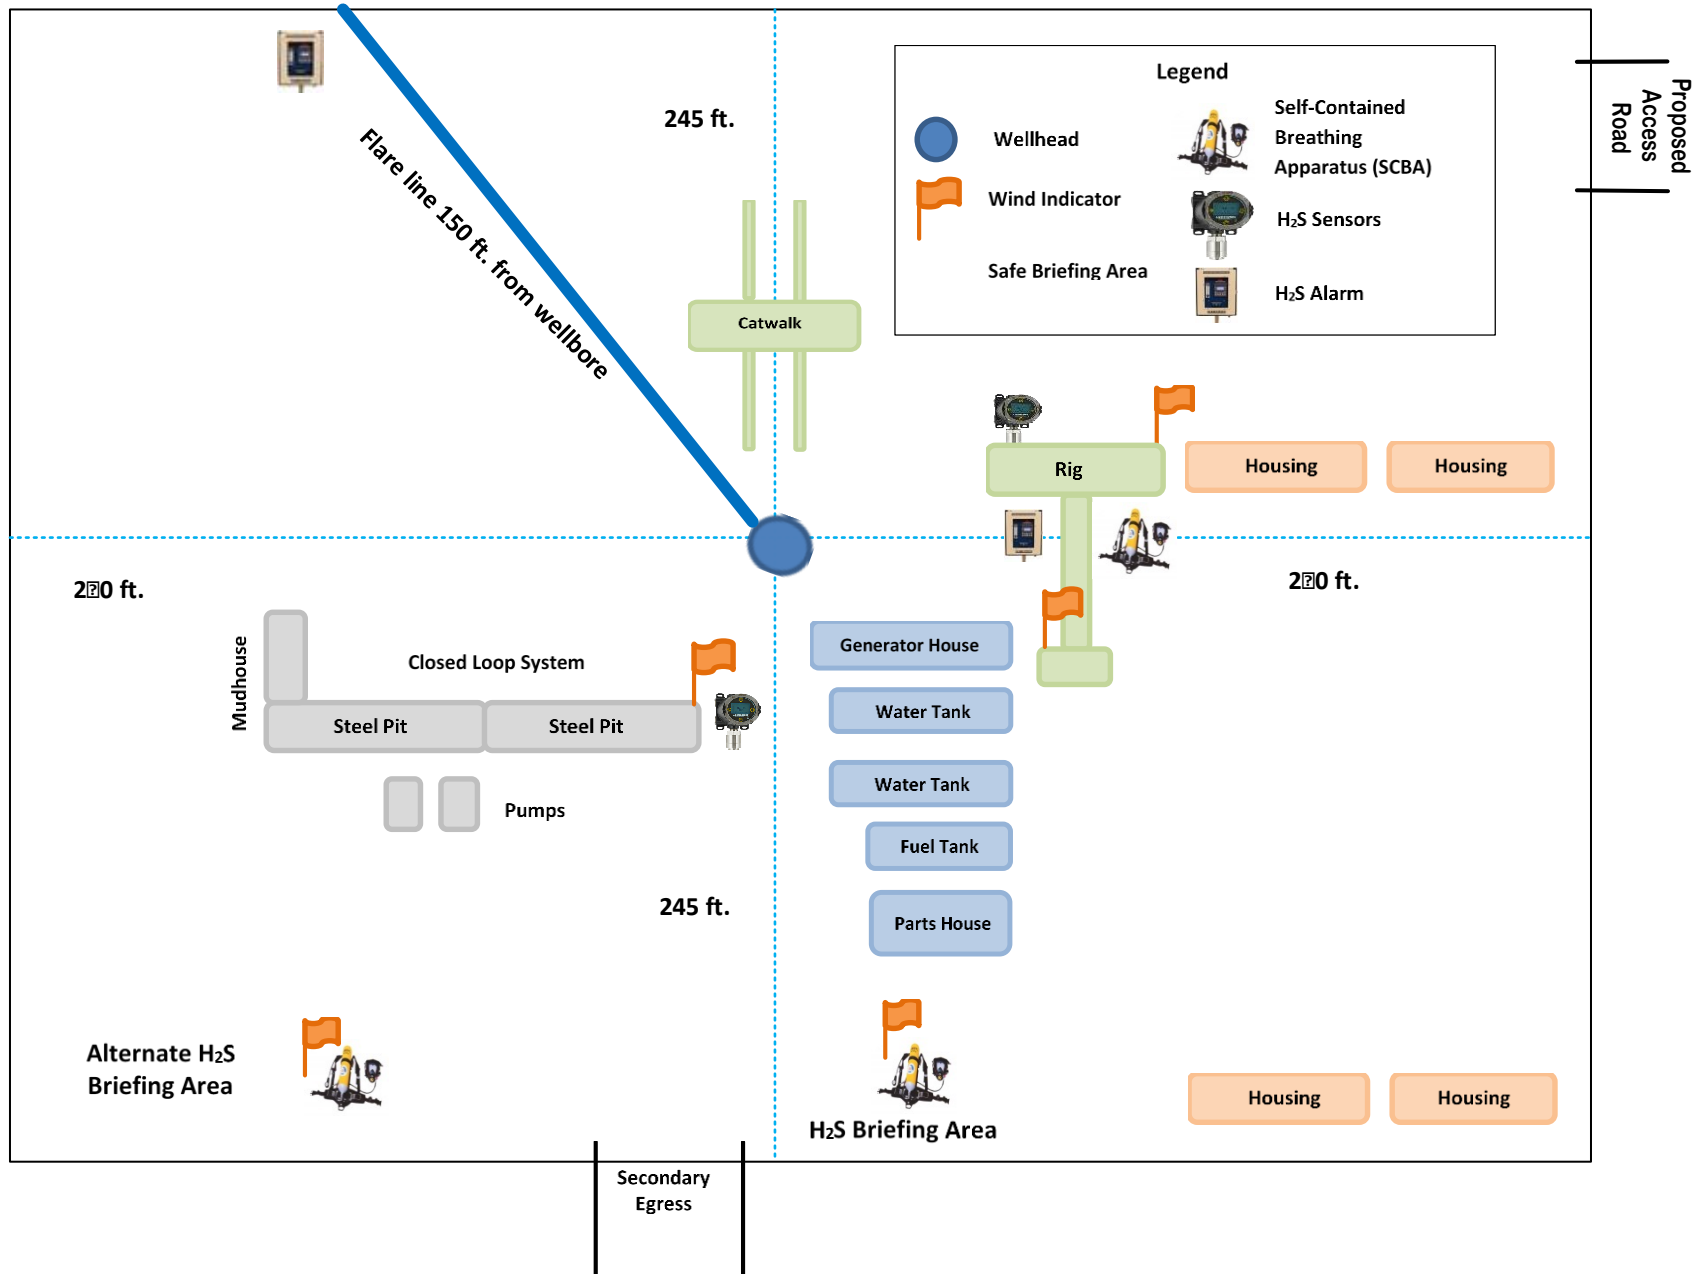 Legend
Wellhead
Wind Indicator
Safe Briefing Area
Self-Contained
Breathing
Apparatus (SCBA)
H2S Sensors
H2S Alarm
Proposed
Access
Road
245 ft.
Flare line 150 ft. from wellbore
Catwalk
Rig
Housing
Housing
ft.
ft.
Mudhouse
Closed Loop System
Steel Pit
Steel Pit
Pumps
Generator House
Water Tank
Water Tank
Fuel Tank
Parts House
245 ft.
Alternate H2S
Briefing Area
H2S Briefing Area
Housing
Housing
Secondary
Egress